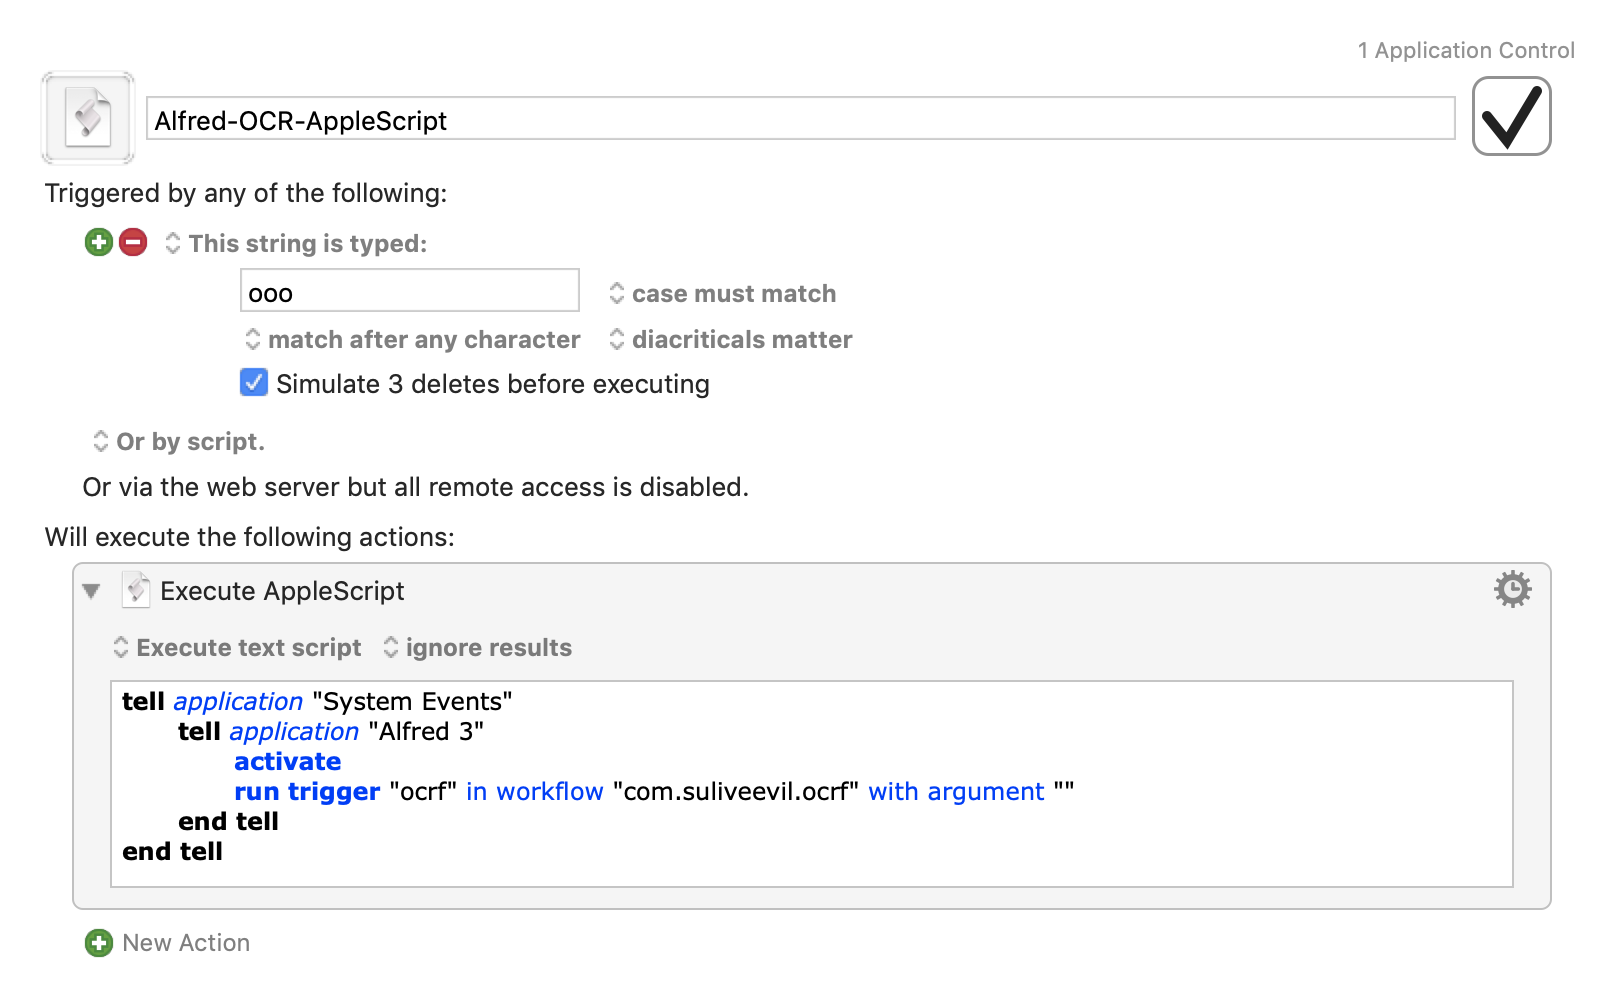 1 Application Control
Alfred-OCR-AppleScript
Triggered by any of the following:
This string is typed:
ooo
case must match
match after any character
diacriticals matter
Simulate 3 deletes before executing
Or by script.
Or via the web server but all remote access is disabled.
Will execute the following actions:
Execute AppleScript
Execute text script
ignore results
tell application "System Events"
tell application "Alfred 3"
activate
run trigger "ocrf" in workflow "com.suliveevil.ocrf" with argument ""
end tell
end tell
New Action